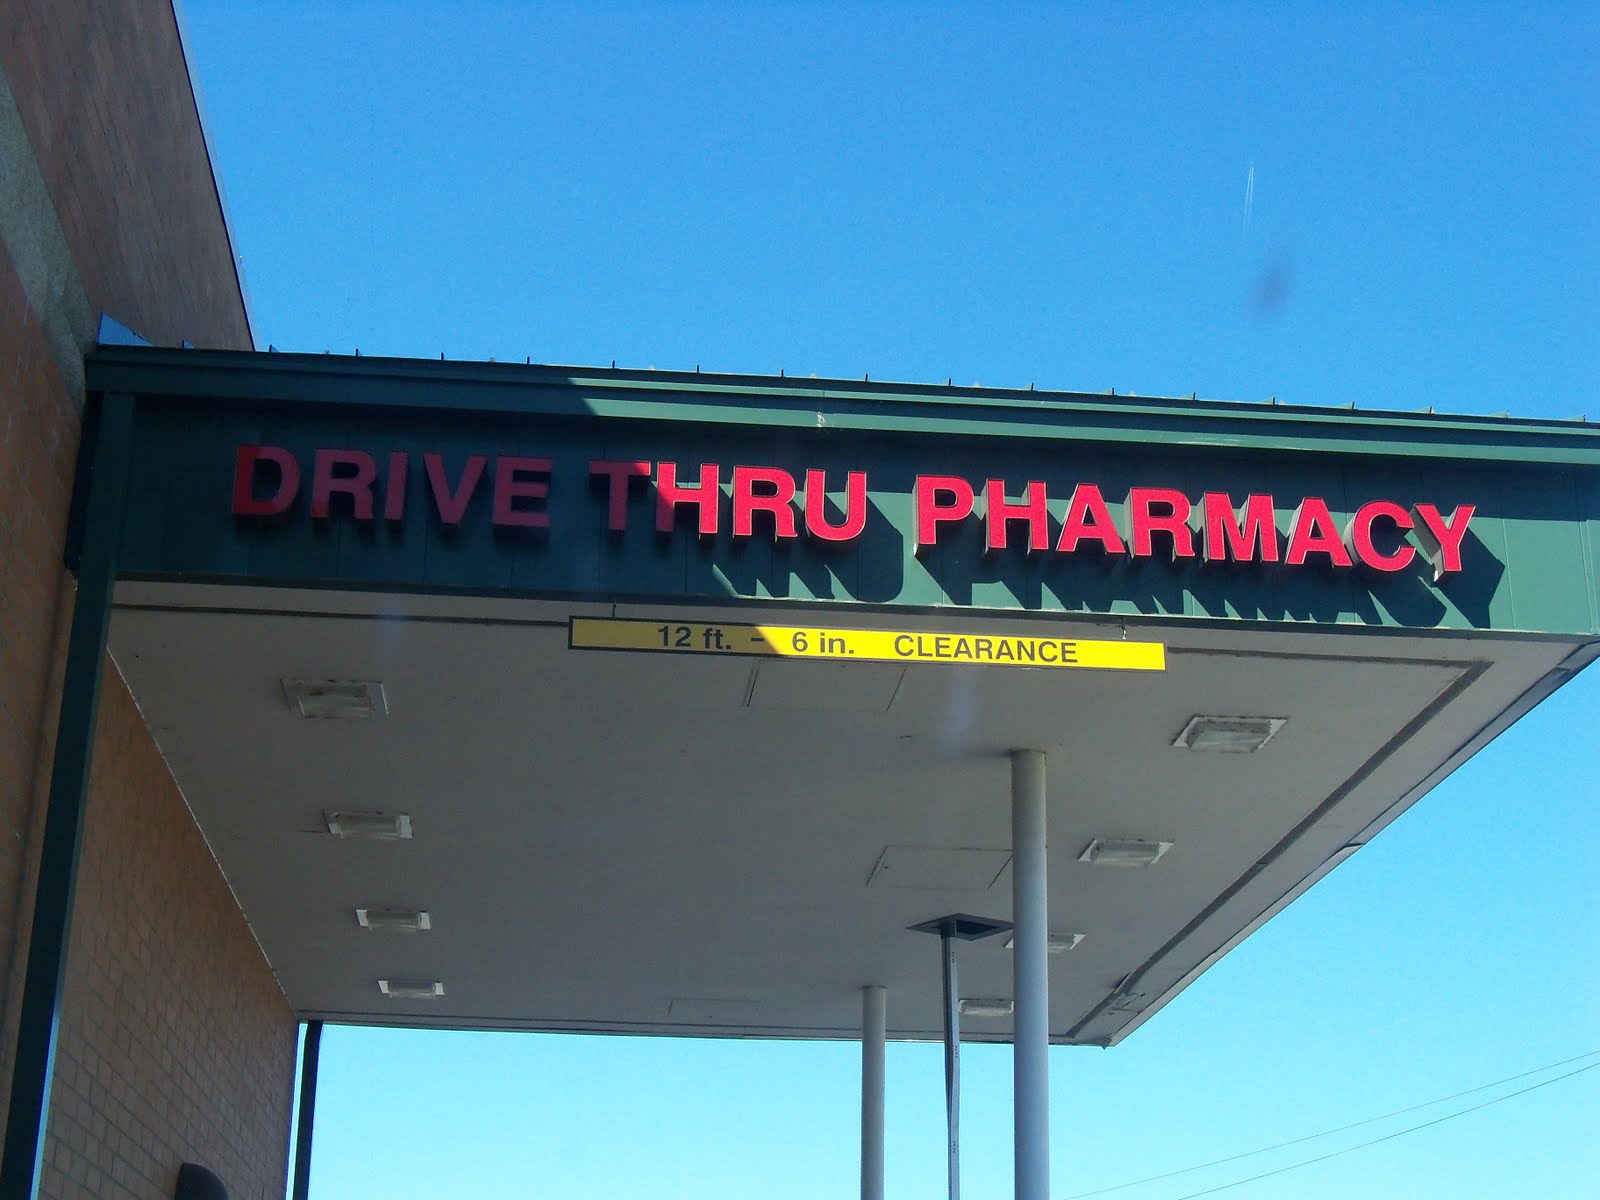 DRIVE THRU PHARMACY
12 ft. - 6 in. CLEARANCE